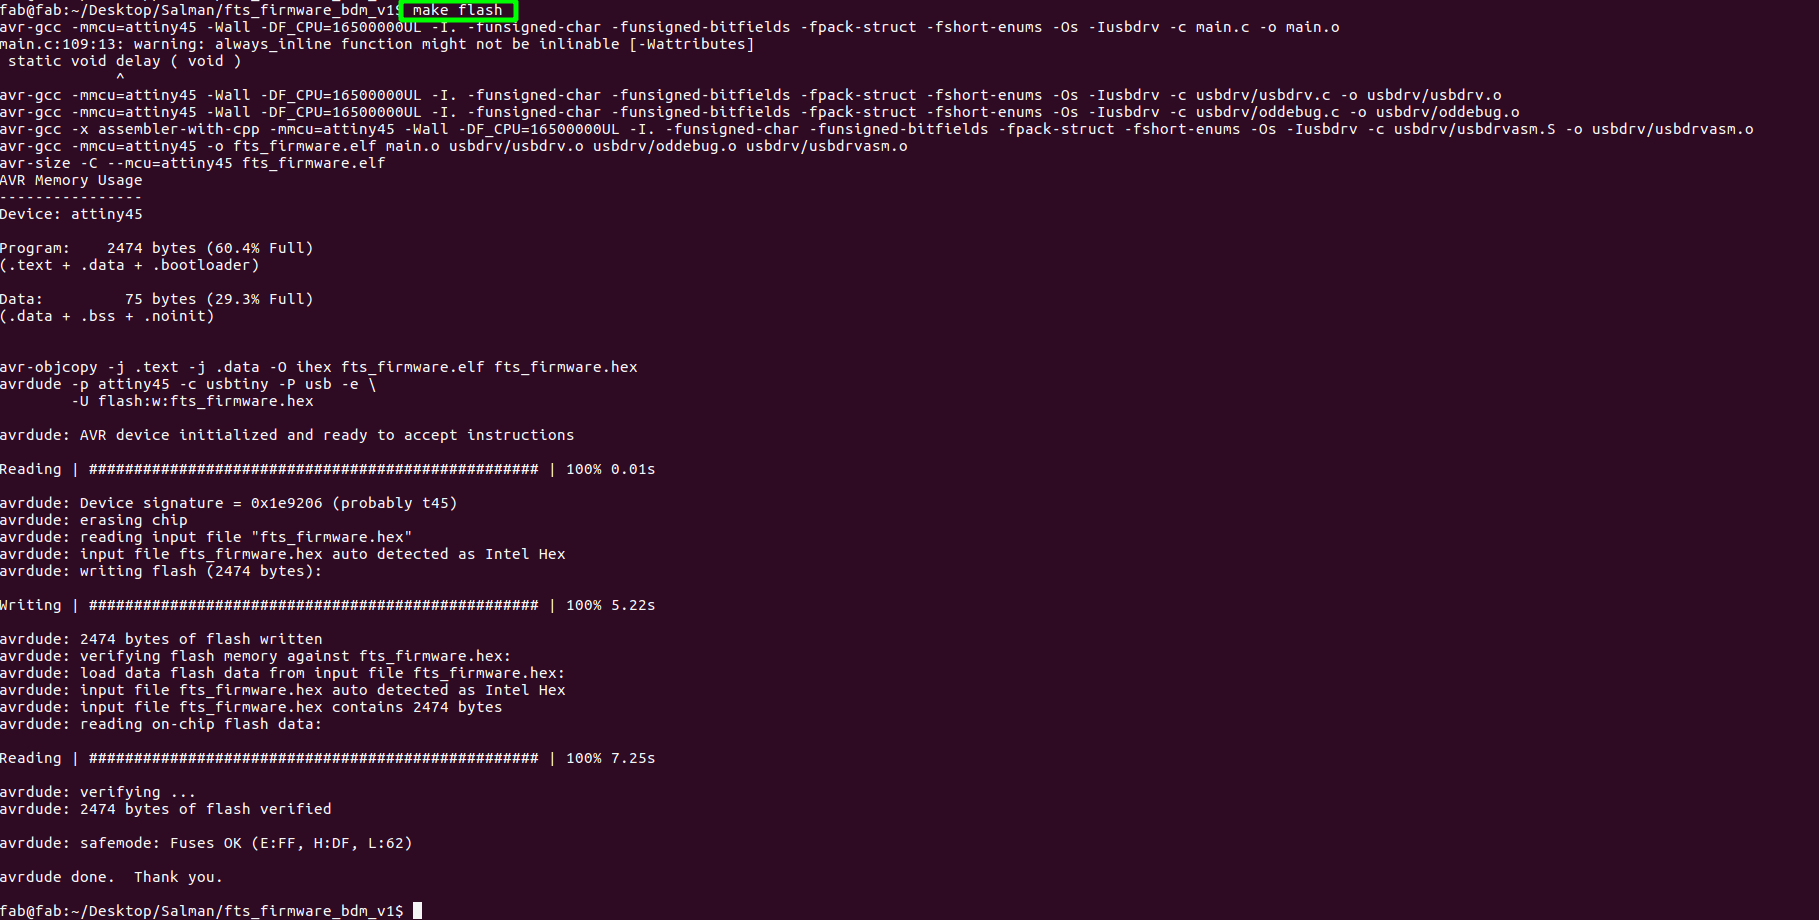 fab@fab:~/Desktop/Salman/fts_firmware_bdm_v1$ make flash
avr-gcc -mmcu=attiny45 -Wall -DF_CPU=16500000UL -I. -funsigned-char -funsigned-bitfields -fpack-struct -fshort-enums -Os -Iusbdrv -c main.c -o main.o
main.c:109:13: warning: always_inline function might not be inlinable [-Wattributes]
 static void delay ( void )
             ^
avr-gcc -mmcu=attiny45 -Wall -DF_CPU=16500000UL -I. -funsigned-char -funsigned-bitfields -fpack-struct -fshort-enums -Os -Iusbdrv -c usbdrv/usbdrv.c -o usbdrv/usbdrv.o
avr-gcc -mmcu=attiny45 -Wall -DF_CPU=16500000UL -I. -funsigned-char -funsigned-bitfields -fpack-struct -fshort-enums -Os -Iusbdrv -c usbdrv/oddebug.c -o usbdrv/oddebug.o
avr-gcc -x assembler-with-cpp -mmcu=attiny45 -Wall -DF_CPU=16500000UL -I. -funsigned-char -funsigned-bitfields -fpack-struct -fshort-enums -Os -Iusbdrv -c usbdrv/usbdrvasm.S -o usbdrv/usbdrvasm.o
avr-gcc -mmcu=attiny45 -o fts_firmware.elf main.o usbdrv/usbdrv.o usbdrv/oddebug.o usbdrv/usbdrvasm.o
avr-size -C --mcu=attiny45 fts_firmware.elf
AVR Memory Usage
----------------
Device: attiny45

Program:    2474 bytes (60.4% Full)
(.text + .data + .bootloader)

Data:         75 bytes (29.3% Full)
(.data + .bss + .noinit)


avr-objcopy -j .text -j .data -O ihex fts_firmware.elf fts_firmware.hex
avrdude -p attiny45 -c usbtiny -P usb -e \
        -U flash:w:fts_firmware.hex

avrdude: AVR device initialized and ready to accept instructions

Reading | ################################################## | 100% 0.01s

avrdude: Device signature = 0x1e9206 (probably t45)
avrdude: erasing chip
avrdude: reading input file "fts_firmware.hex"
avrdude: input file fts_firmware.hex auto detected as Intel Hex
avrdude: writing flash (2474 bytes):

Writing | ################################################## | 100% 5.22s

avrdude: 2474 bytes of flash written
avrdude: verifying flash memory against fts_firmware.hex:
avrdude: load data flash data from input file fts_firmware.hex:
avrdude: input file fts_firmware.hex auto detected as Intel Hex
avrdude: input file fts_firmware.hex contains 2474 bytes
avrdude: reading on-chip flash data:

Reading | ################################################## | 100% 7.25s

avrdude: verifying ...
avrdude: 2474 bytes of flash verified

avrdude: safemode: Fuses OK (E:FF, H:DF, L:62)

avrdude done.  Thank you.

fab@fab:~/Desktop/Salman/fts_firmware_bdm_v1$